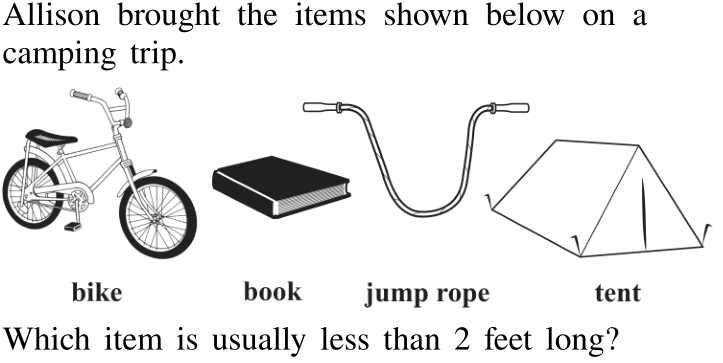 Allison brought the items shown below on a
camping trip.
bike book jump rope tent
Which item is usually less than 2 feet long?